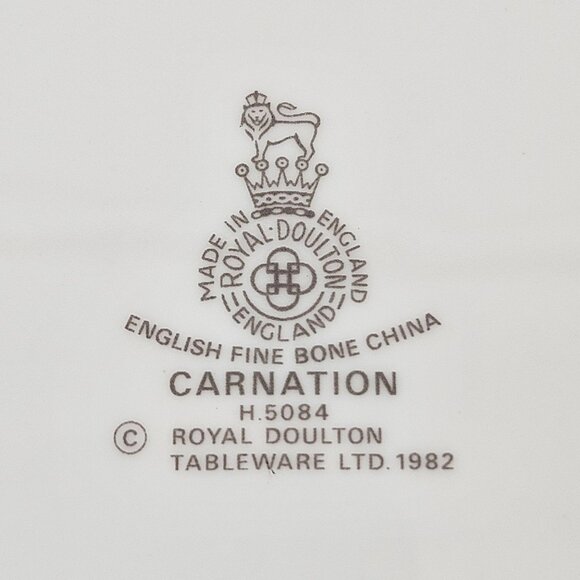 MADE IN ENGLAND
ROYAL·DOULTON
ENGLAND
ENGLISH FINE BONE CHINA
CARNATION
H.5084
© ROYAL DOULTON
TABLEWARE LTD. 1982